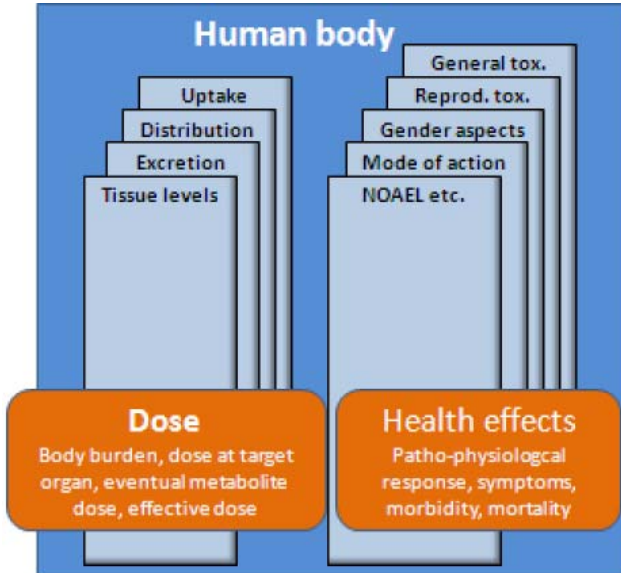 Human body
Uptake
Distribution
Excretion
Tissue levels
General tox.
Reprod. tox.
Gender aspects
Mode of action
NOAEL etc.
Dose
Body burden, dose at target
organ, eventual metabolite
dose, effective dose
Health effects
Patho-physiologcal
response, symptoms,
morbidity, mortality